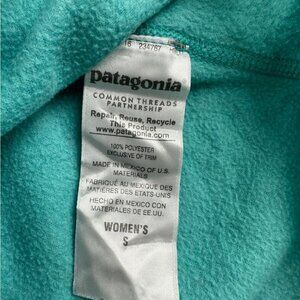 234767
patagonia
COMMON THREADS
PARTNERSHIP
Repair, Reuse, Recycle
This Product
www.patagonia.com
100% POLYESTER
EXCLUSIVE OF TRIM
MADE IN MEXICO OF U.S.
MATERIALS
FABRIQUÉ AU MEXIQUE DES
MATIÈRES DES ÉTATS-UNIS
HECHO EN MEXICO CON
MATERIALES DE EE.UU.
WOMEN'S
S